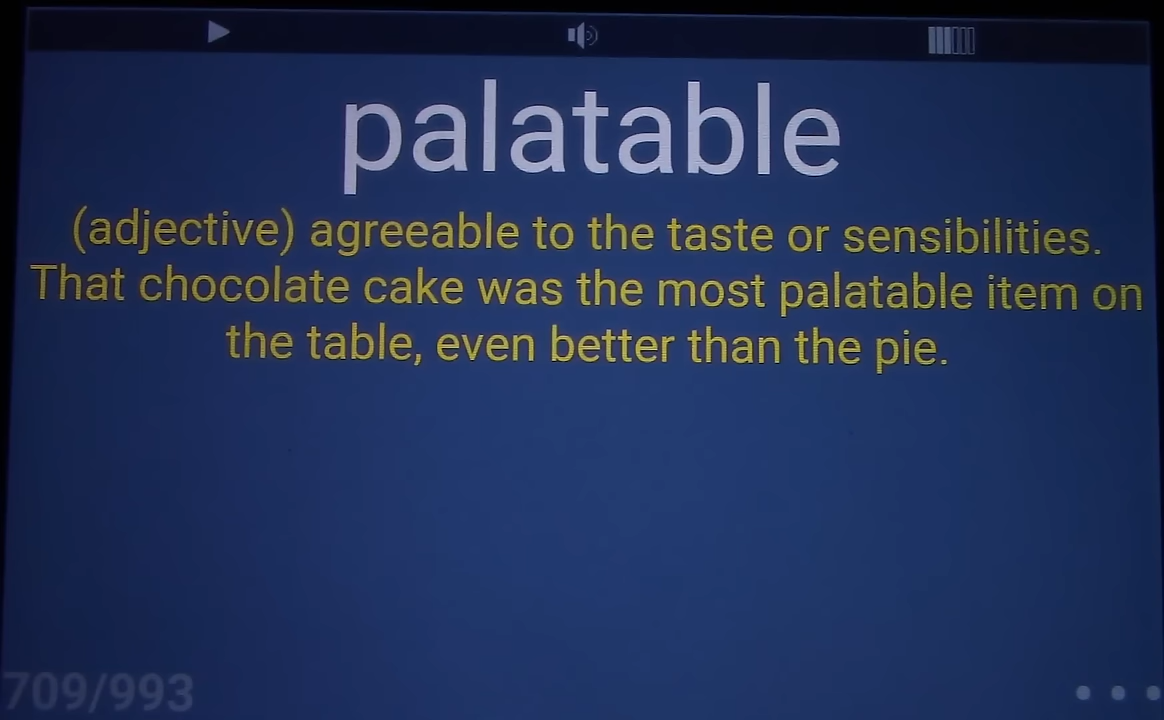 palatable
(adjective) agreeable to the taste or sensibilities.
That chocolate cake was the most palatable item on
the table, even better than the pie.
709/993